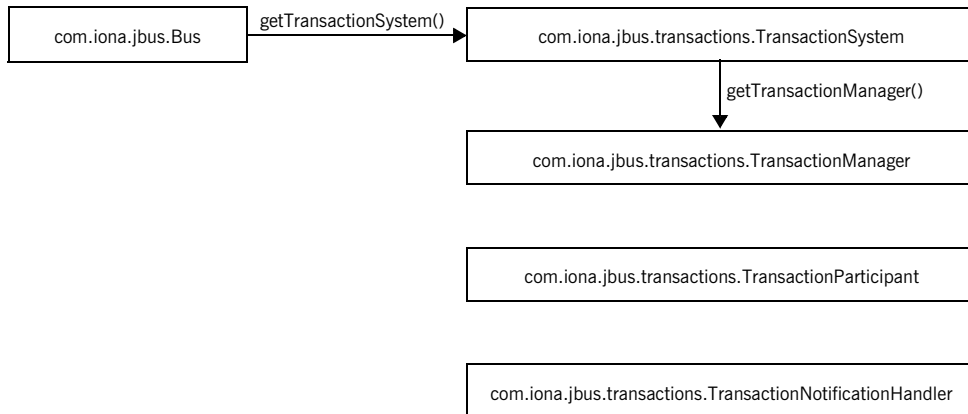 com.iona.jbus.Bus
getTransactionSystem()
com.iona.jbus.transactions.TransactionSystem
getTransactionManager()
com.iona.jbus.transactions.TransactionManager
com.iona.jbus.transactions.TransactionParticipant
com.iona.jbus.transactions.TransactionNotificationHandler